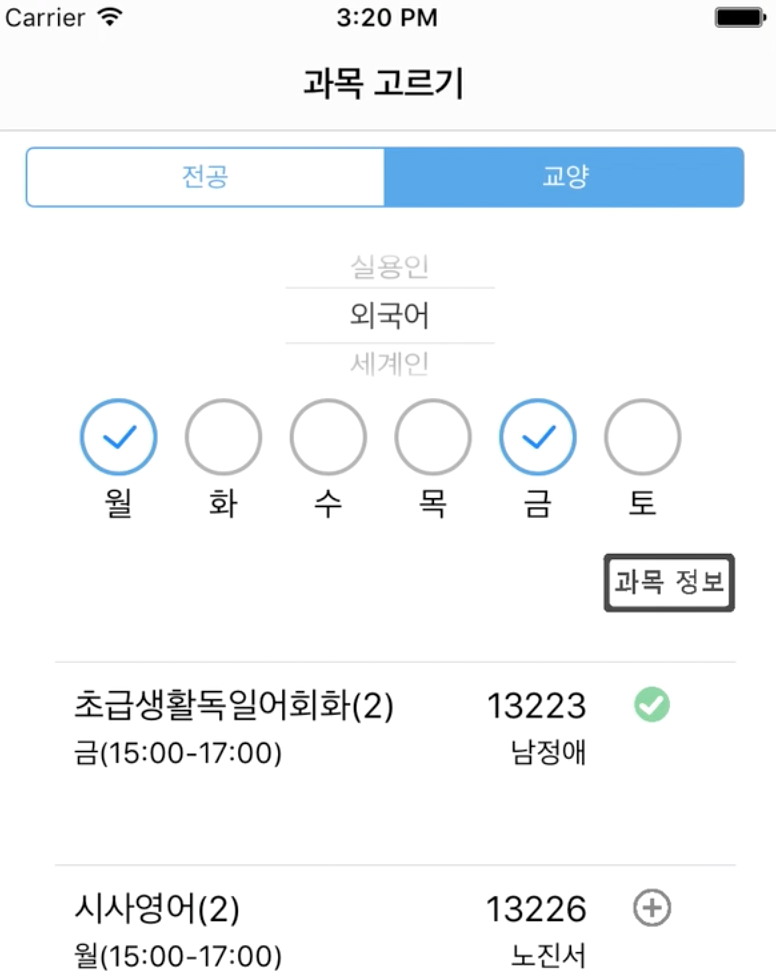 Carrier 3:20 PM
과목 고르기
전공 교양
실용인
외국어
세계인
월 화 수 목 금 토
과목 정보
초급생활독일어회화(2) 13223
금(15:00-17:00) 남정애
시사영어(2) 13226
월(15:00-17:00) 노진서